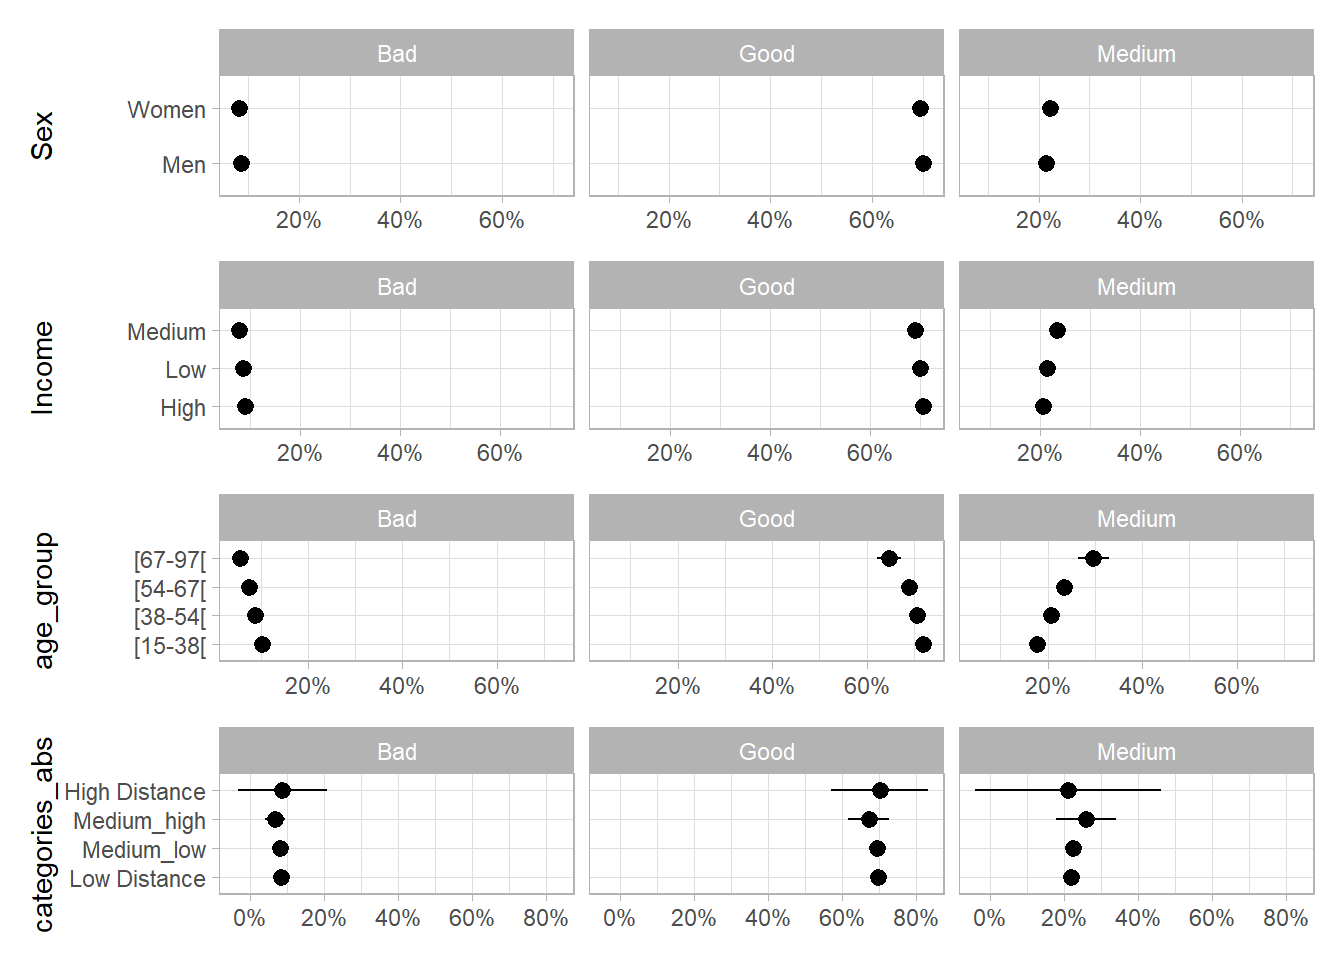 Sex
Bad Good Medium
Women
Men
20% 40% 60% 20% 40% 60% 20% 40% 60%
Income
Bad Good Medium
Medium
Low
High
20% 40% 60% 20% 40% 60% 20% 40% 60%
age_group
Bad Good Medium
[67-97[
[54-67[
[38-54[
[15-38[
20% 40% 60% 20% 40% 60% 20% 40% 60%
categories_abs
Bad Good Medium
High Distance
Medium_high
Medium_low
Low Distance
0% 20% 40% 60% 80% 0% 20% 40% 60% 80% 0% 20% 40% 60% 80%